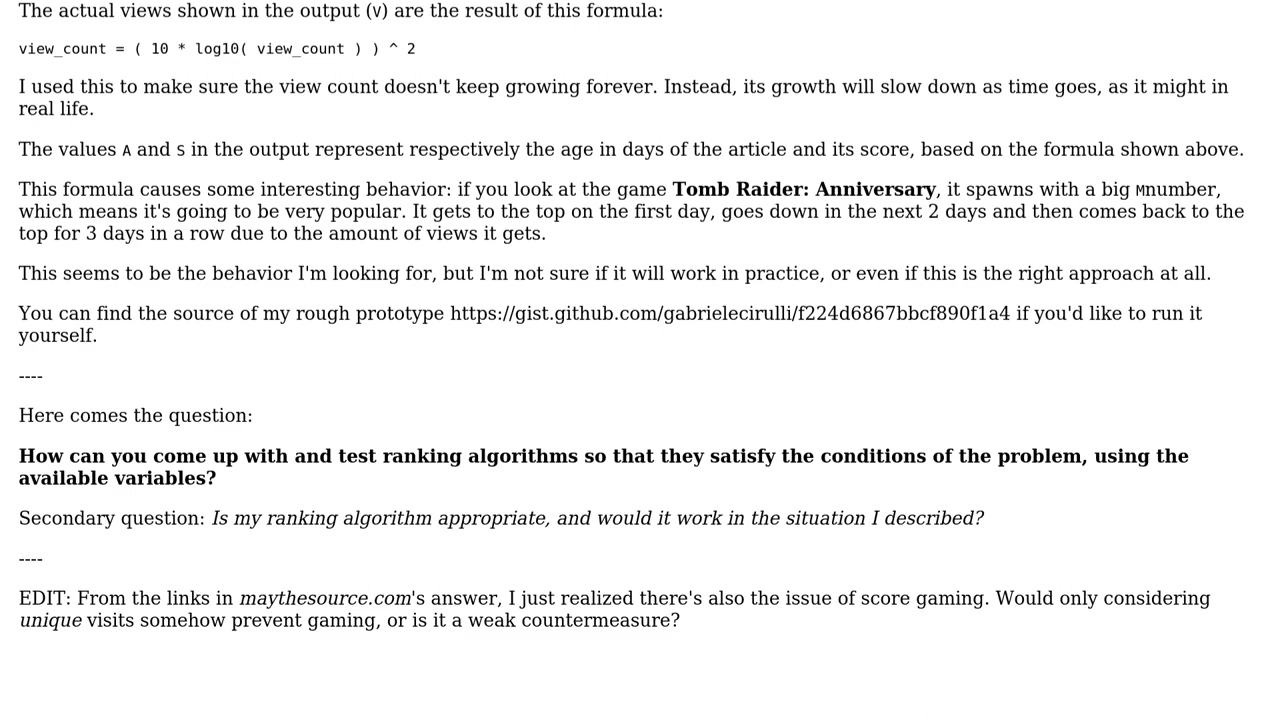 The actual views shown in the output (v) are the result of this formula:
view_count = ( 10 * log10( view_count ) ) ^ 2
I used this to make sure the view count doesn't keep growing forever. Instead, its growth will slow down as time goes, as it might in
real life.
The values A and S in the output represent respectively the age in days of the article and its score, based on the formula shown above.
This formula causes some interesting behavior: if you look at the game Tomb Raider: Anniversary, it spawns with a big Mnumber,
which means it's going to be very popular. It gets to the top on the first day, goes down in the next 2 days and then comes back to the
top for 3 days in a row due to the amount of views it gets.
This seems to be the behavior I'm looking for, but I'm not sure if it will work in practice, or even if this is the right approach at all.
You can find the source of my rough prototype https://gist.github.com/gabrielecirulli/f224d6867bbcf890f1a4 if you'd like to run it
yourself.
----
Here comes the question:
How can you come up with and test ranking algorithms so that they satisfy the conditions of the problem, using the
available variables?
Secondary question: Is my ranking algorithm appropriate, and would it work in the situation I described?
----
EDIT: From the links in maythesource.com's answer, I just realized there's also the issue of score gaming. Would only considering
unique visits somehow prevent gaming, or is it a weak countermeasure?